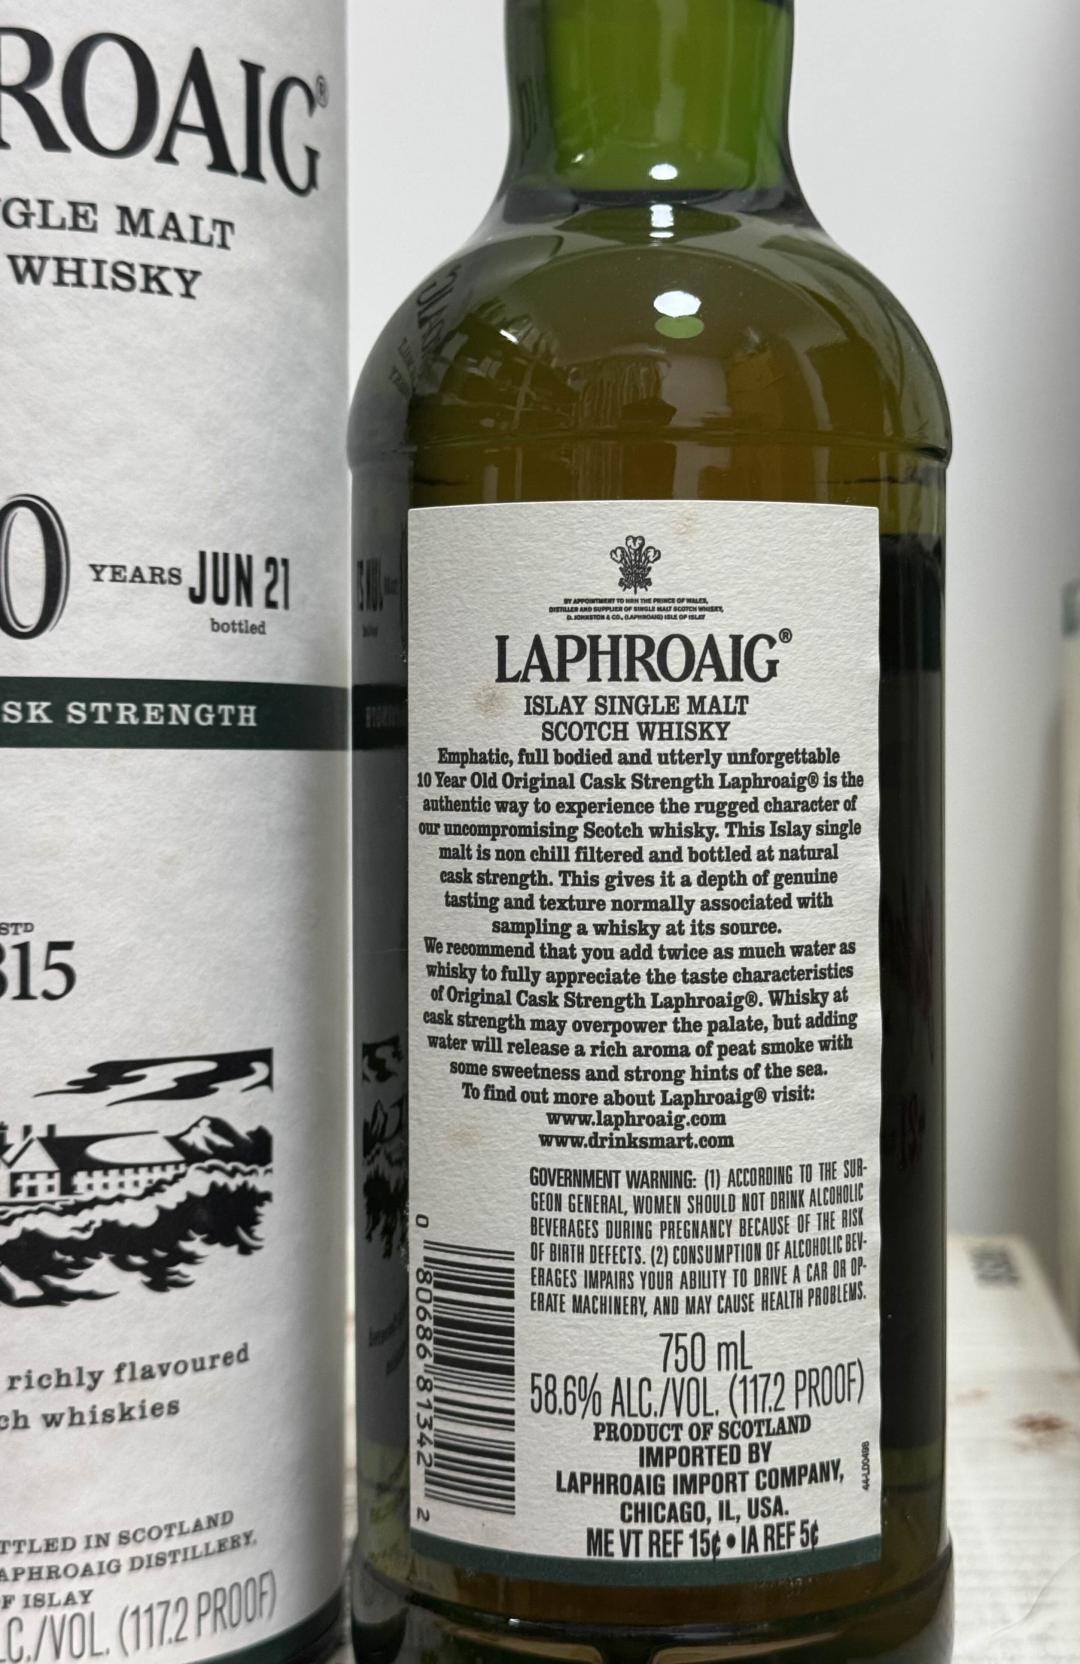 ROAIG®
GLE MALT
WHISKY
0 YEARS JUN 21
bottled
SK STRENGTH
STD
815
richly flavoured
ch whiskies
TTLED IN SCOTLAND
APHROAIG DISTILLERY,
F ISLAY
LC./VOL. (117.2 PROOF)
BY APPOINTMENT TO HRH THE PRINCE OF WALES,
DISTILLER AND SUPPLIER OF SINGLE MALT SCOTCH WHISKY,
D. JOHNSTON & CO., (LAPHROAIG) ISLE OF ISLAY
LAPHROAIG®
ISLAY SINGLE MALT
SCOTCH WHISKY
Emphatic, full bodied and utterly unforgettable
10 Year Old Original Cask Strength Laphroaig® is the
authentic way to experience the rugged character of
our uncompromising Scotch whisky. This Islay single
malt is non chill filtered and bottled at natural
cask strength. This gives it a depth of genuine
tasting and texture normally associated with
sampling a whisky at its source.
We recommend that you add twice as much water as
whisky to fully appreciate the taste characteristics
of Original Cask Strength Laphroaig®. Whisky at
cask strength may overpower the palate, but adding
water will release a rich aroma of peat smoke with
some sweetness and strong hints of the sea.
To find out more about Laphroaig® visit:
www.laphroaig.com
www.drinksmart.com
GOVERNMENT WARNING: (1) ACCORDING TO THE SUR-
GEON GENERAL, WOMEN SHOULD NOT DRINK ALCOHOLIC
BEVERAGES DURING PREGNANCY BECAUSE OF THE RISK
OF BIRTH DEFECTS. (2) CONSUMPTION OF ALCOHOLIC BEV-
ERAGES IMPAIRS YOUR ABILITY TO DRIVE A CAR OR OP-
ERATE MACHINERY, AND MAY CAUSE HEALTH PROBLEMS.
0 80686 81342 2
750 mL
58.6% ALC./VOL. (117.2 PROOF)
PRODUCT OF SCOTLAND
IMPORTED BY
LAPHROAIG IMPORT COMPANY,
CHICAGO, IL, USA.
ME VT REF 15¢ • IA REF 5¢
44-LD0498